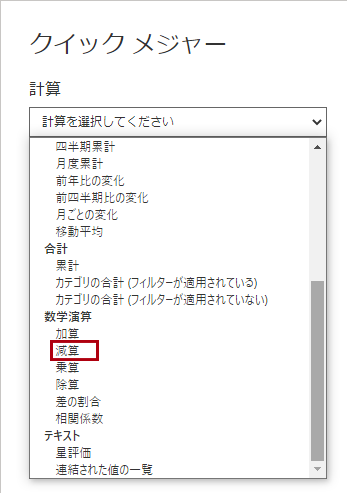 クイック メジャー
計算
計算を選択してください
四半期累計
月度累計
前年比の変化
前四半期比の変化
月ごとの変化
移動平均
合計
累計
カテゴリの合計 (フィルターが適用されている)
カテゴリの合計 (フィルターが適用されていない)
数学演算
加算
減算
乗算
除算
差の割合
相関係数
テキスト
星評価
連結された値の一覧